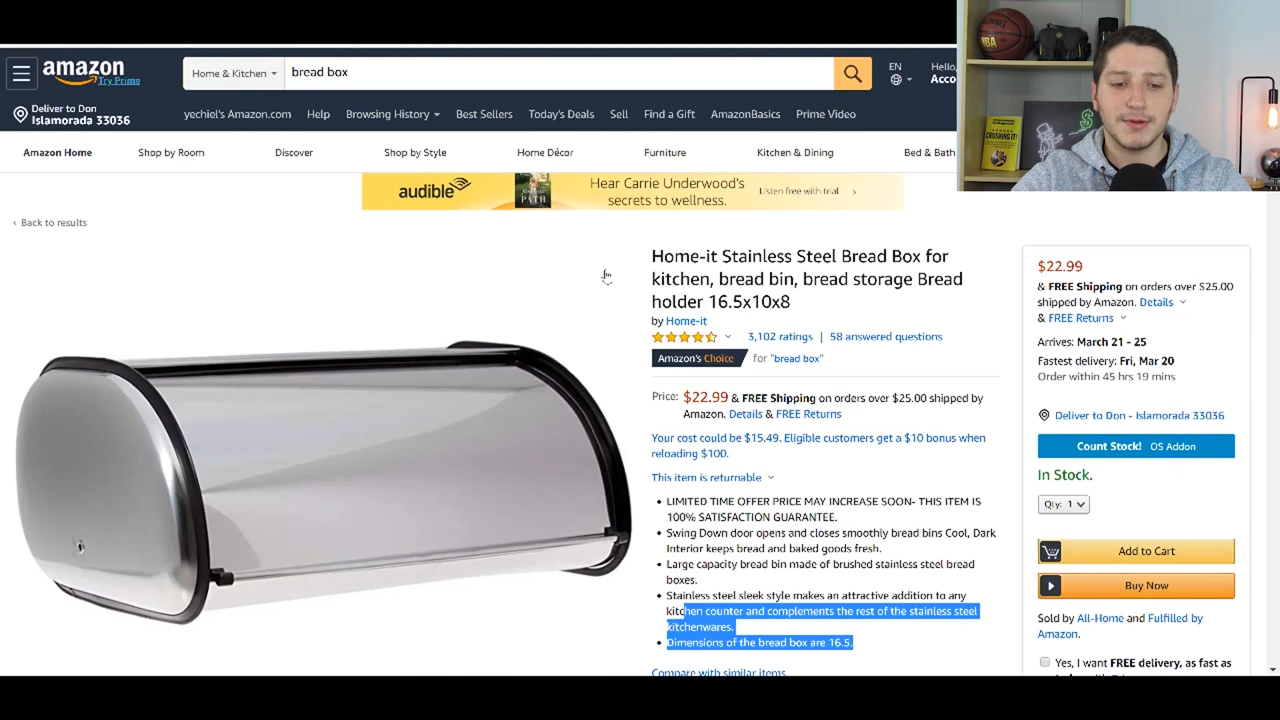 amazon
Try Prime
Home & Kitchen
bread box
EN
Hello,
Acco
Deliver to Don
Islamorada 33036
yechiel's Amazon.com Help Browsing History Best Sellers Today's Deals Sell Find a Gift AmazonBasics Prime Video
Amazon Home Shop by Room Discover Shop by Style Home Décor Furniture Kitchen & Dining Bed & Bath
audible
PATH
Hear Carrie Underwood's
secrets to wellness.
Listen free with trial
‹ Back to results
Home-it Stainless Steel Bread Box for
kitchen, bread bin, bread storage Bread
holder 16.5x10x8
by Home-it
3,102 ratings | 58 answered questions
Amazon's Choice for "bread box"
Price: $22.99 & FREE Shipping on orders over $25.00 shipped by
Amazon. Details & FREE Returns
Your cost could be $15.49. Eligible customers get a $10 bonus when
reloading $100.
This item is returnable
• LIMITED TIME OFFER PRICE MAY INCREASE SOON- THIS ITEM IS
100% SATISFACTION GUARANTEE.
• Swing Down door opens and closes smoothly bread bins Cool, Dark
Interior keeps bread and baked goods fresh.
• Large capacity bread bin made of brushed stainless steel bread
boxes.
• Stainless steel sleek style makes an attractive addition to any
kitchen counter and complements the rest of the stainless steel
kitchenwares.
• Dimensions of the bread box are 16.5.
Compare with similar items
$22.99
& FREE Shipping on orders over $25.00
shipped by Amazon. Details
& FREE Returns
Arrives: March 21 - 25
Fastest delivery: Fri, Mar 20
Order within 45 hrs 19 mins
Deliver to Don - Islamorada 33036
Count Stock! OS Addon
In Stock.
Qty: 1
Add to Cart
Buy Now
Sold by All-Home and Fulfilled by
Amazon.
Yes, I want FREE delivery, as fast as
CRUSHING